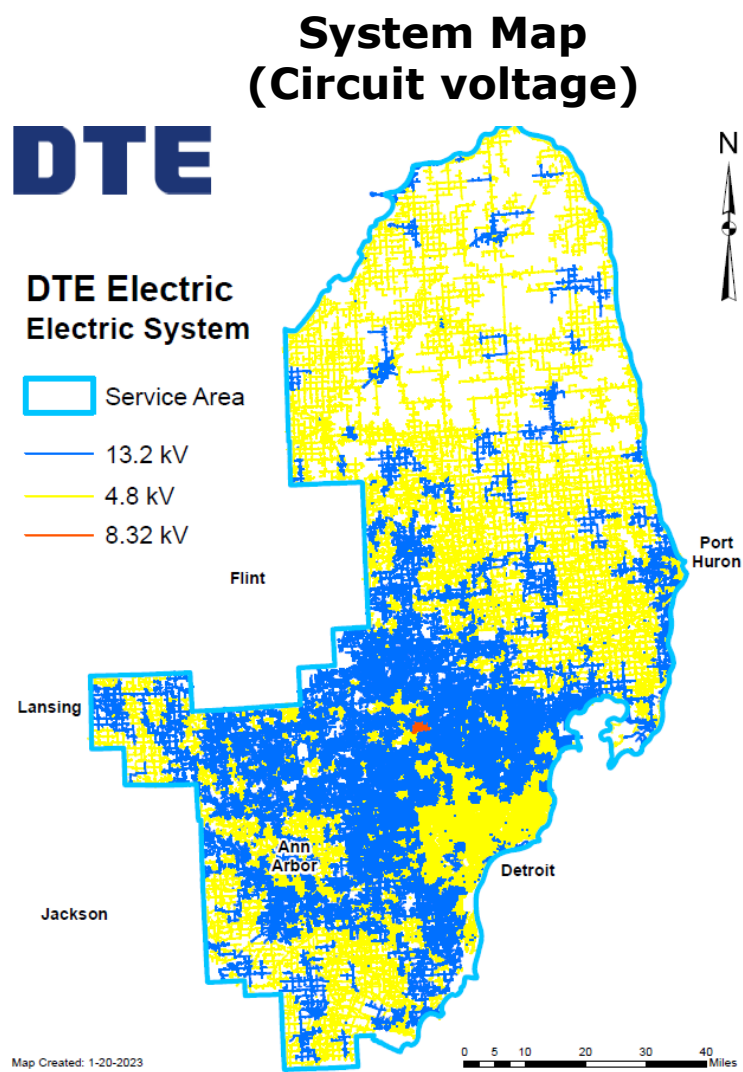 System Map
(Circuit voltage)
DTE
N
DTE Electric
Electric System
Service Area
13.2 kV
4.8 kV
8.32 kV
Port
Huron
Flint
Lansing
Ann
Arbor
Detroit
Jackson
Map Created: 1-20-2023
0 5 10 20 30 40
Miles